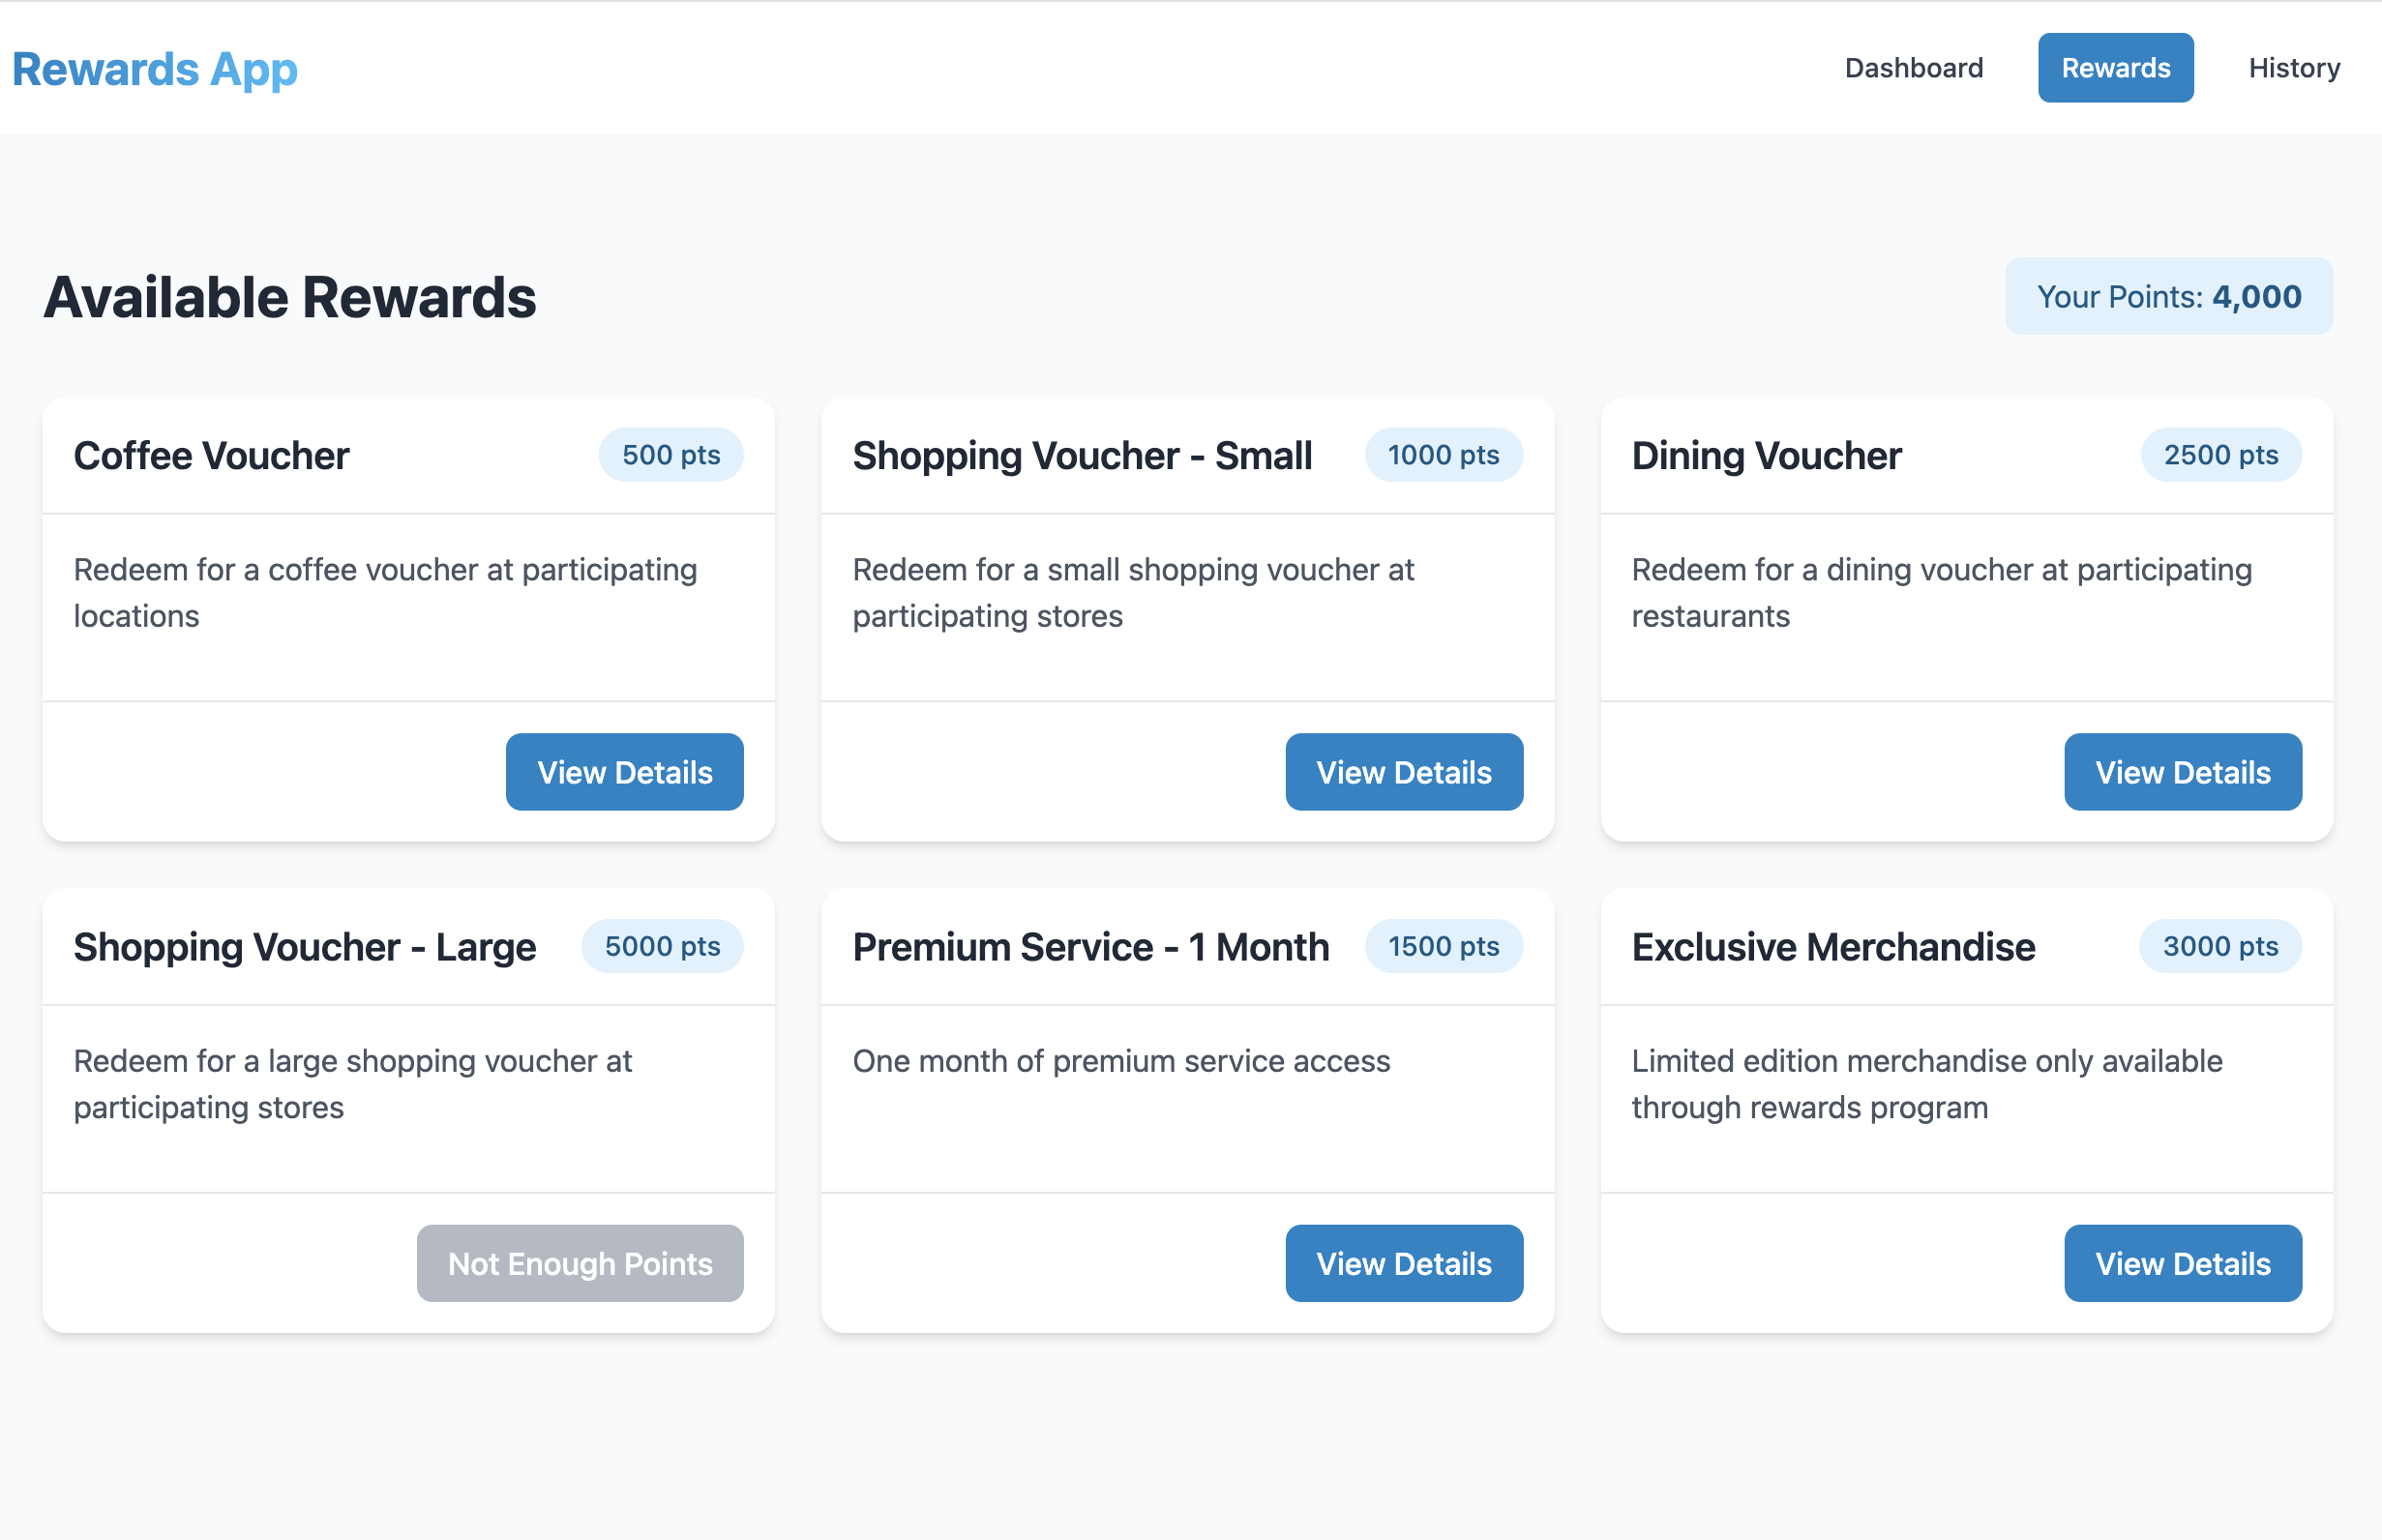 Rewards App
Dashboard
Rewards
History
Available Rewards
Your Points: 4,000
Coffee Voucher
500 pts
Redeem for a coffee voucher at participating
locations
View Details
Shopping Voucher - Small
1000 pts
Redeem for a small shopping voucher at
participating stores
View Details
Dining Voucher
2500 pts
Redeem for a dining voucher at participating
restaurants
View Details
Shopping Voucher - Large
5000 pts
Redeem for a large shopping voucher at
participating stores
Not Enough Points
Premium Service - 1 Month
1500 pts
One month of premium service access
View Details
Exclusive Merchandise
3000 pts
Limited edition merchandise only available
through rewards program
View Details